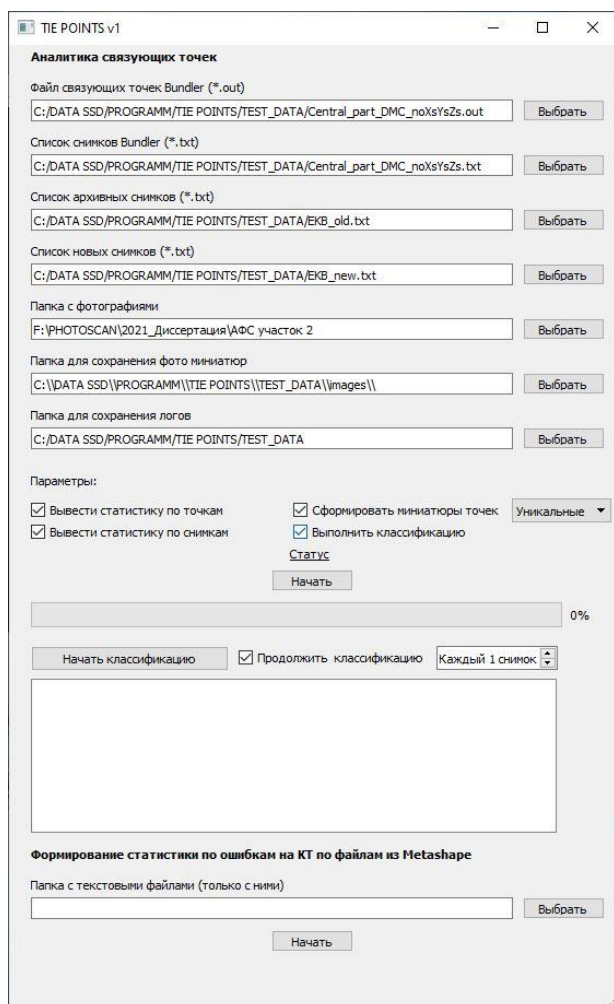 TIE POINTS v1
Аналитика связующих точек
Файл связующих точек Bundler (*.out)
C:/DATA SSD/PROGRAMM/TIE POINTS/TEST_DATA/Central_part_DMC_noXsYsZs.out Выбрать
Список снимков Bundler (*.txt)
C:/DATA SSD/PROGRAMM/TIE POINTS/TEST_DATA/Central_part_DMC_noXsYsZs.txt Выбрать
Список архивных снимков (*.txt)
C:/DATA SSD/PROGRAMM/TIE POINTS/TEST_DATA/EKB_old.txt Выбрать
Список новых снимков (*.txt)
C:/DATA SSD/PROGRAMM/TIE POINTS/TEST_DATA/EKB_new.txt Выбрать
Папка с фотографиями
F:\PHOTOSCAN\2021_Диссертация\АФС участок 2 Выбрать
Папка для сохранения фото миниатюр
C:\\DATA SSD\\PROGRAMM\\TIE POINTS\\TEST_DATA\\images\\ Выбрать
Папка для сохранения логов
C:/DATA SSD/PROGRAMM/TIE POINTS/TEST_DATA Выбрать
Параметры:
Вывести статистику по точкам Сформировать миниатюры точек Уникальные
Вывести статистику по снимкам Выполнить классификацию
Статус
Начать
0%
Начать классификацию Продолжить классификацию Каждый 1 снимок
Формирование статистики по ошибкам на КТ по файлам из Metashape
Папка с текстовыми файлами (только с ними)
Выбрать
Начать